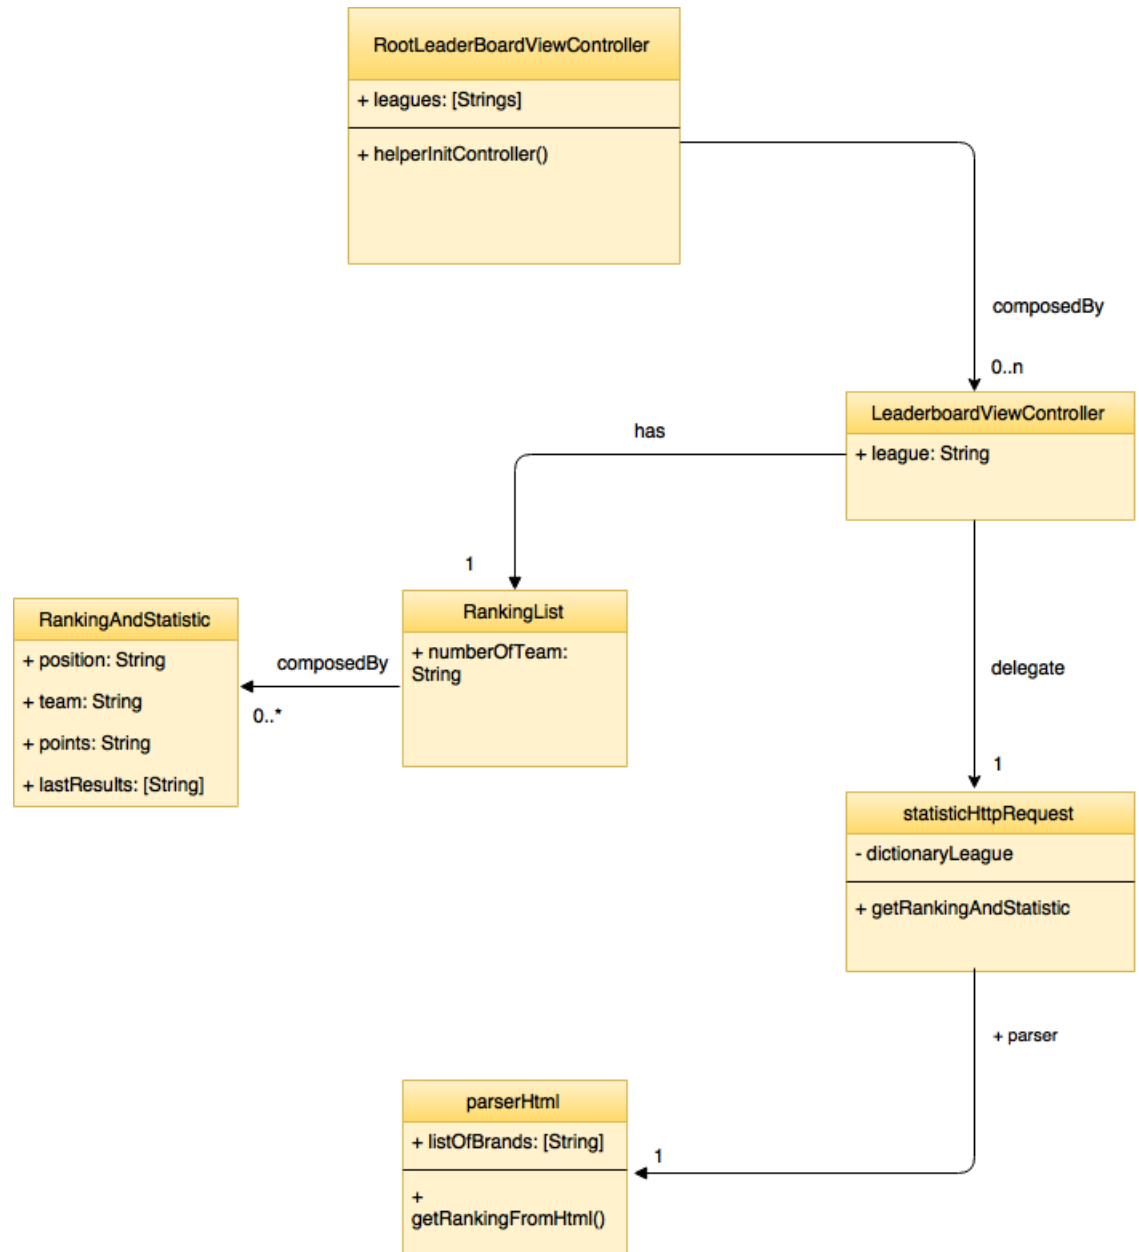 RootLeaderBoardViewController
+ leagues: [Strings]
+ helperInitController()
composedBy
0..n
LeaderboardViewController
+ league: String
has
1
RankingList
+ numberOfTeam:
String
RankingAndStatistic
+ position: String
+ team: String
+ points: String
+ lastResults: [String]
composedBy
0..*
delegate
1
statisticHttpRequest
- dictionaryLeague
+ getRankingAndStatistic
+ parser
parserHtml
+ listOfBrands: [String]
+
getRankingFromHtml()
1